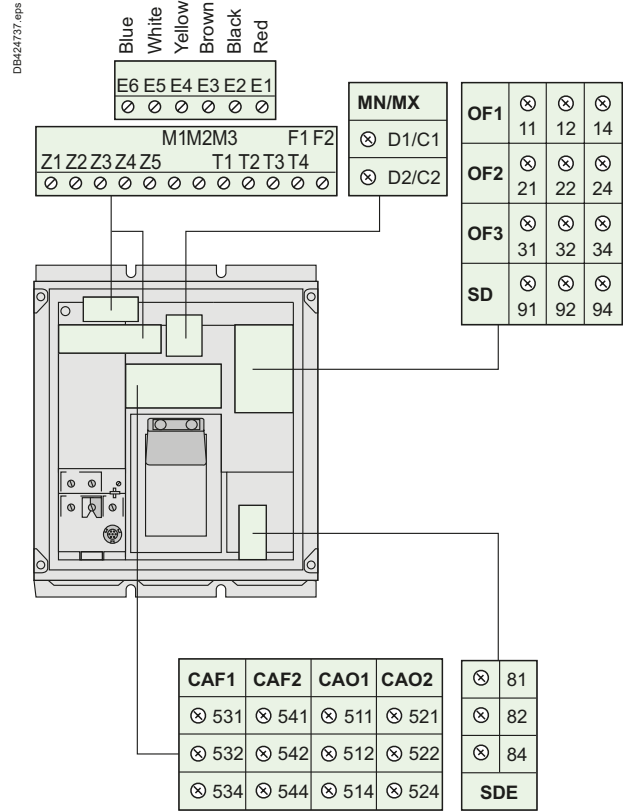 DB424737.eps
Blue
White
Yellow
Brown
Black
Red
E6 E5 E4 E3 E2 E1
M1M2M3 F1 F2
Z1 Z2 Z3 Z4 Z5 T1 T2 T3 T4
MN/MX
D1/C1
D2/C2
OF1
11 12 14
OF2
21 22 24
OF3
31 32 34
SD
91 92 94
CAF1 CAF2 CAO1 CAO2
531 541 511 521
532 542 512 522
534 544 514 524
81
82
84
SDE